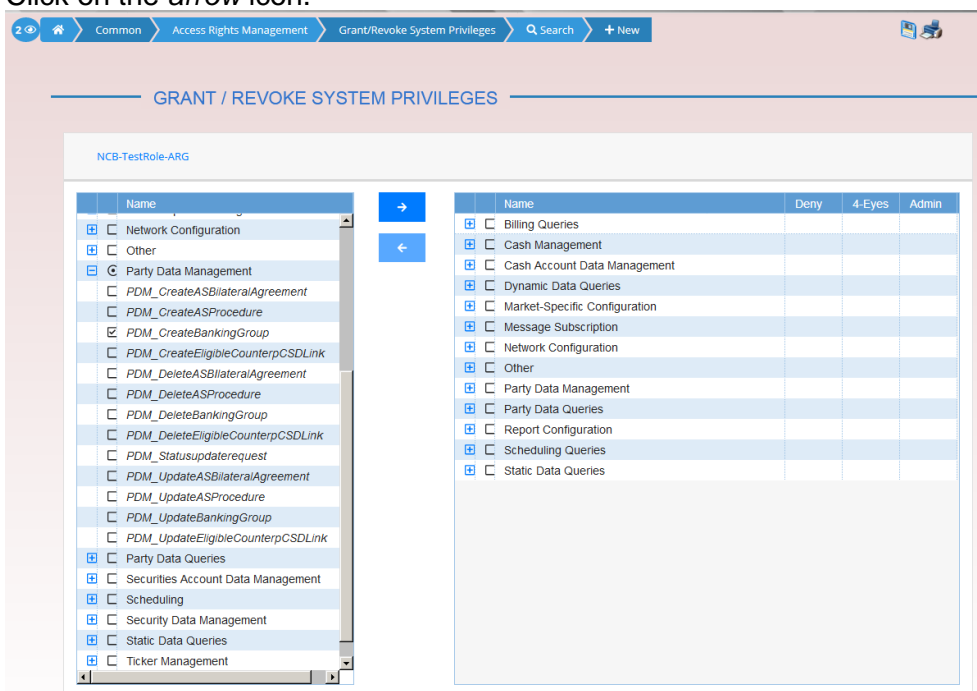 Click on the arrow icon.
2 Common Access Rights Management Grant/Revoke System Privileges Search + New
GRANT / REVOKE SYSTEM PRIVILEGES
NCB-TestRole-ARG
Name
Network Configuration
Other
Party Data Management
PDM_CreateASBilateralAgreement
PDM_CreateASProcedure
PDM_CreateBankingGroup
PDM_CreateEligibleCounterpCSDLink
PDM_DeleteASBIlateralAgreement
PDM_DeleteASProcedure
PDM_DeleteBankingGroup
PDM_DeleteEligibleCounterpCSDLink
PDM_Statusupdaterequest
PDM_UpdateASBilateralAgreement
PDM_UpdateASProcedure
PDM_UpdateBankingGroup
PDM_UpdateEligibleCounterpCSDLink
Party Data Queries
Securities Account Data Management
Scheduling
Security Data Management
Static Data Queries
Ticker Management
Name Deny 4-Eyes Admin
Billing Queries
Cash Management
Cash Account Data Management
Dynamic Data Queries
Market-Specific Configuration
Message Subscription
Network Configuration
Other
Party Data Management
Party Data Queries
Report Configuration
Scheduling Queries
Static Data Queries